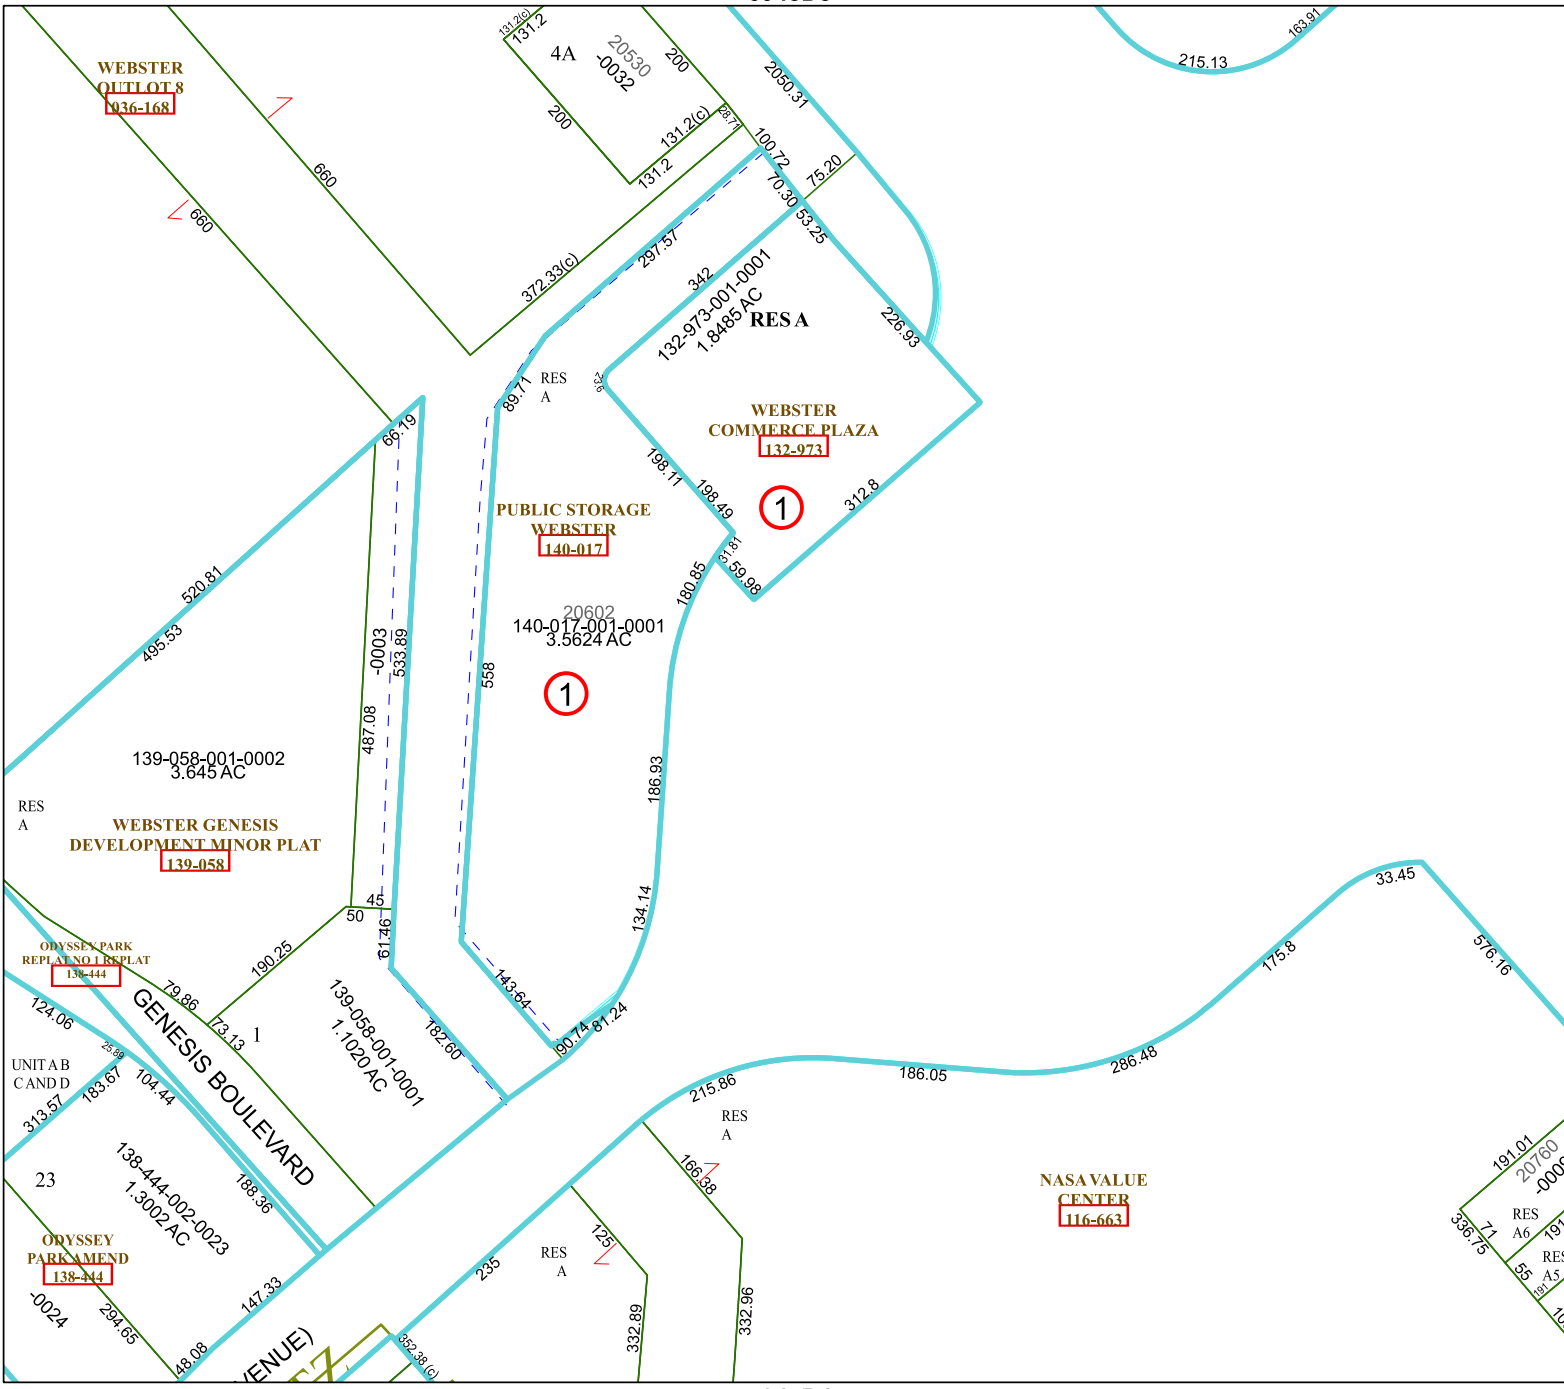 WEBSTER
OUTLOT 8
036-168
660
660
131.2(c)
131.2
4A
20530
-0032
200
200
131.2(c)
28.71
131.2
372.33(c)
2050.31
100.72
70.30
75.20
53.25
215.13
163.91
297.57
342
132-973-001-0001
1.8485 AC
RES A
226.93
89.71
RES
A
23.6
WEBSTER
COMMERCE PLAZA
132-973
1
198.11
198.49
312.8
31.81
59.98
66.19
520.81
495.53
PUBLIC STORAGE
WEBSTER
140-017
20602
140-017-001-0001
3.5624 AC
1
180.85
-0003
533.89
558
487.08
186.93
139-058-001-0002
3.645 AC
RES
A
WEBSTER GENESIS
DEVELOPMENT MINOR PLAT
139-058
45
50
61.46
134.14
190.25
ODYSSEY PARK
REPLAT NO 1 REPLAT
138-444
79.86
73.13
1
GENESIS BOULEVARD
139-058-001-0001
1.1020 AC
182.60
143.64
90.74
81.24
124.06
25.89
UNIT A B
C AND D
183.67
104.44
313.57
23
138-444-002-0023
1.3002 AC
188.36
ODYSSEY
PARK AMEND
138-444
-0024
294.65
147.33
48.08
VENUE)
352.38 (c)
235
125
RES
A
332.89
332.96
166.38
RES
A
215.86
186.05
286.48
175.8
33.45
576.16
NASA VALUE
CENTER
116-663
191.01
20760
336.75
71
RES
A6
191
55
RES
A5
191